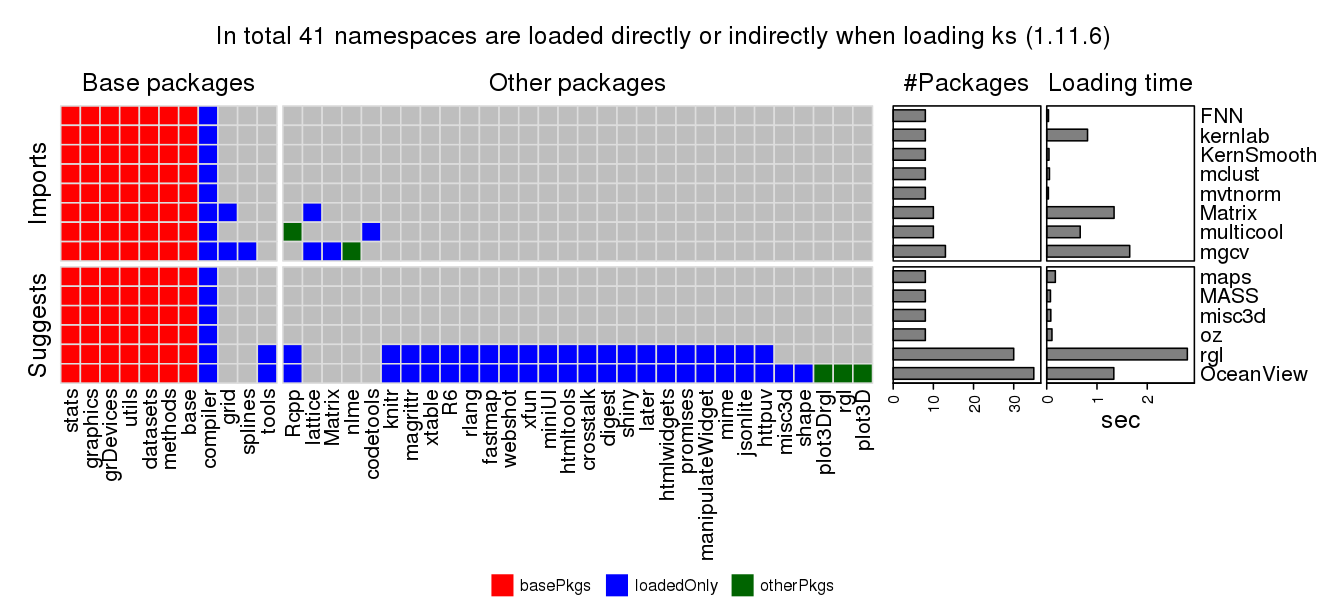 In total 41 namespaces are loaded directly or indirectly when loading ks (1.11.6)
Base packages
Other packages
#Packages
Loading time
Imports
FNN
kernlab
KernSmooth
mclust
mvtnorm
Matrix
multicool
mgcv
Suggests
maps
MASS
misc3d
oz
rgl
OceanView
stats
graphics
grDevices
utils
datasets
methods
base
compiler
grid
splines
tools
Rcpp
lattice
Matrix
nlme
codetools
knitr
magrittr
xtable
R6
rlang
fastmap
webshot
xfun
miniUI
htmltools
crosstalk
digest
shiny
later
htmlwidgets
promises
manipulateWidget
mime
jsonlite
httpuv
misc3d
shape
plot3Drgl
rgl
plot3D
0 10 20 30
0 1 2
sec
basePkgs loadedOnly otherPkgs